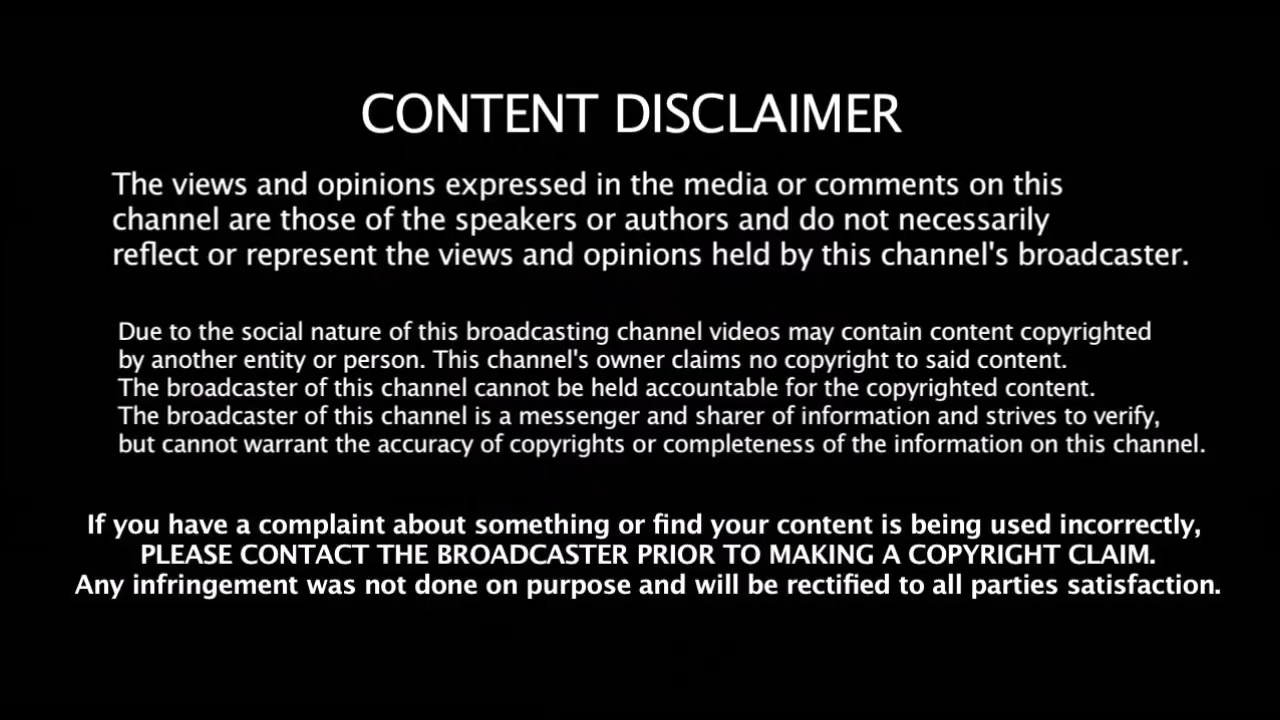 CONTENT DISCLAIMER
The views and opinions expressed in the media or comments on this
channel are those of the speakers or authors and do not necessarily
reflect or represent the views and opinions held by this channel's broadcaster.
Due to the social nature of this broadcasting channel videos may contain content copyrighted
by another entity or person. This channel's owner claims no copyright to said content.
The broadcaster of this channel cannot be held accountable for the copyrighted content.
The broadcaster of this channel is a messenger and sharer of information and strives to verify,
but cannot warrant the accuracy of copyrights or completeness of the information on this channel.
If you have a complaint about something or find your content is being used incorrectly,
PLEASE CONTACT THE BROADCASTER PRIOR TO MAKING A COPYRIGHT CLAIM.
Any infringement was not done on purpose and will be rectified to all parties satisfaction.